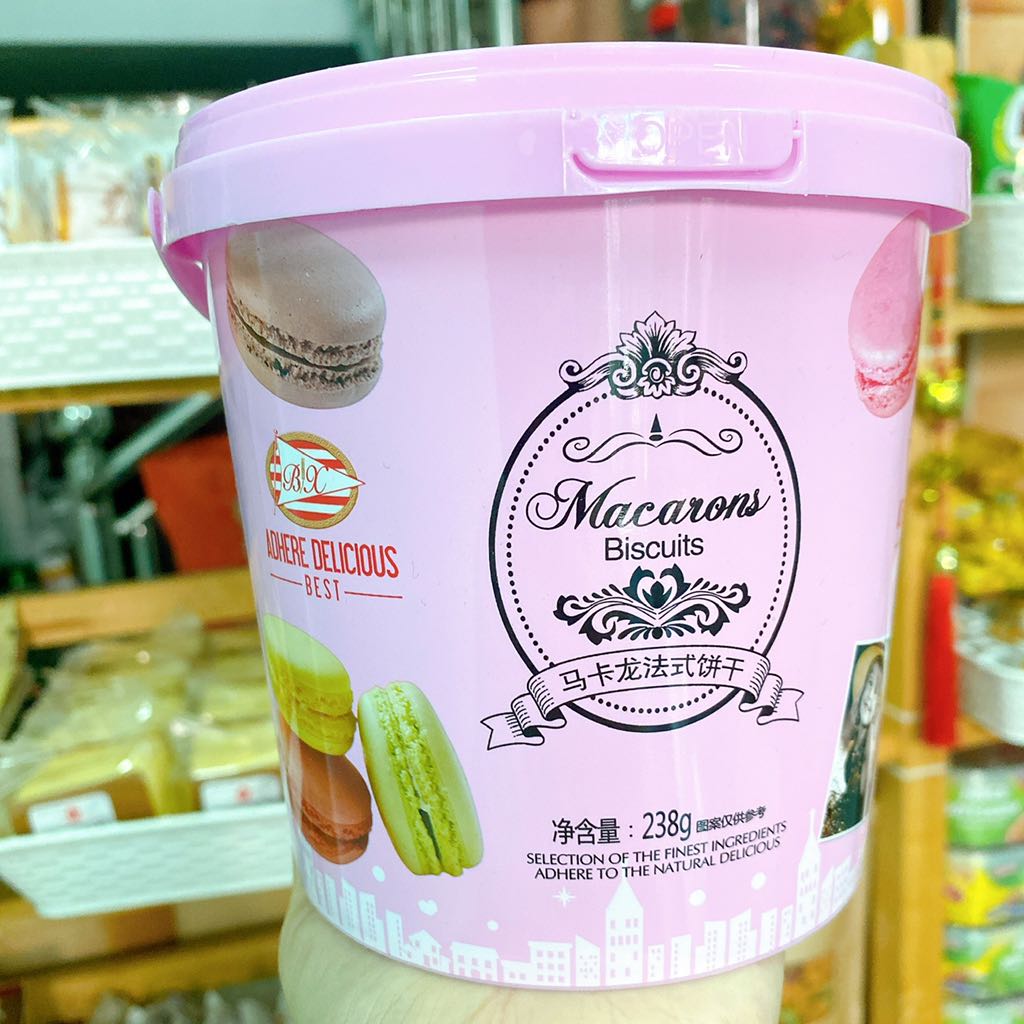 OPEN
BX
ADHERE DELICIOUS
BEST
Macarons
Biscuits
马卡龙法式饼干
净含量：238g 图案仅供参考
SELECTION OF THE FINEST INGREDIENTS
ADHERE TO THE NATURAL DELICIOUS